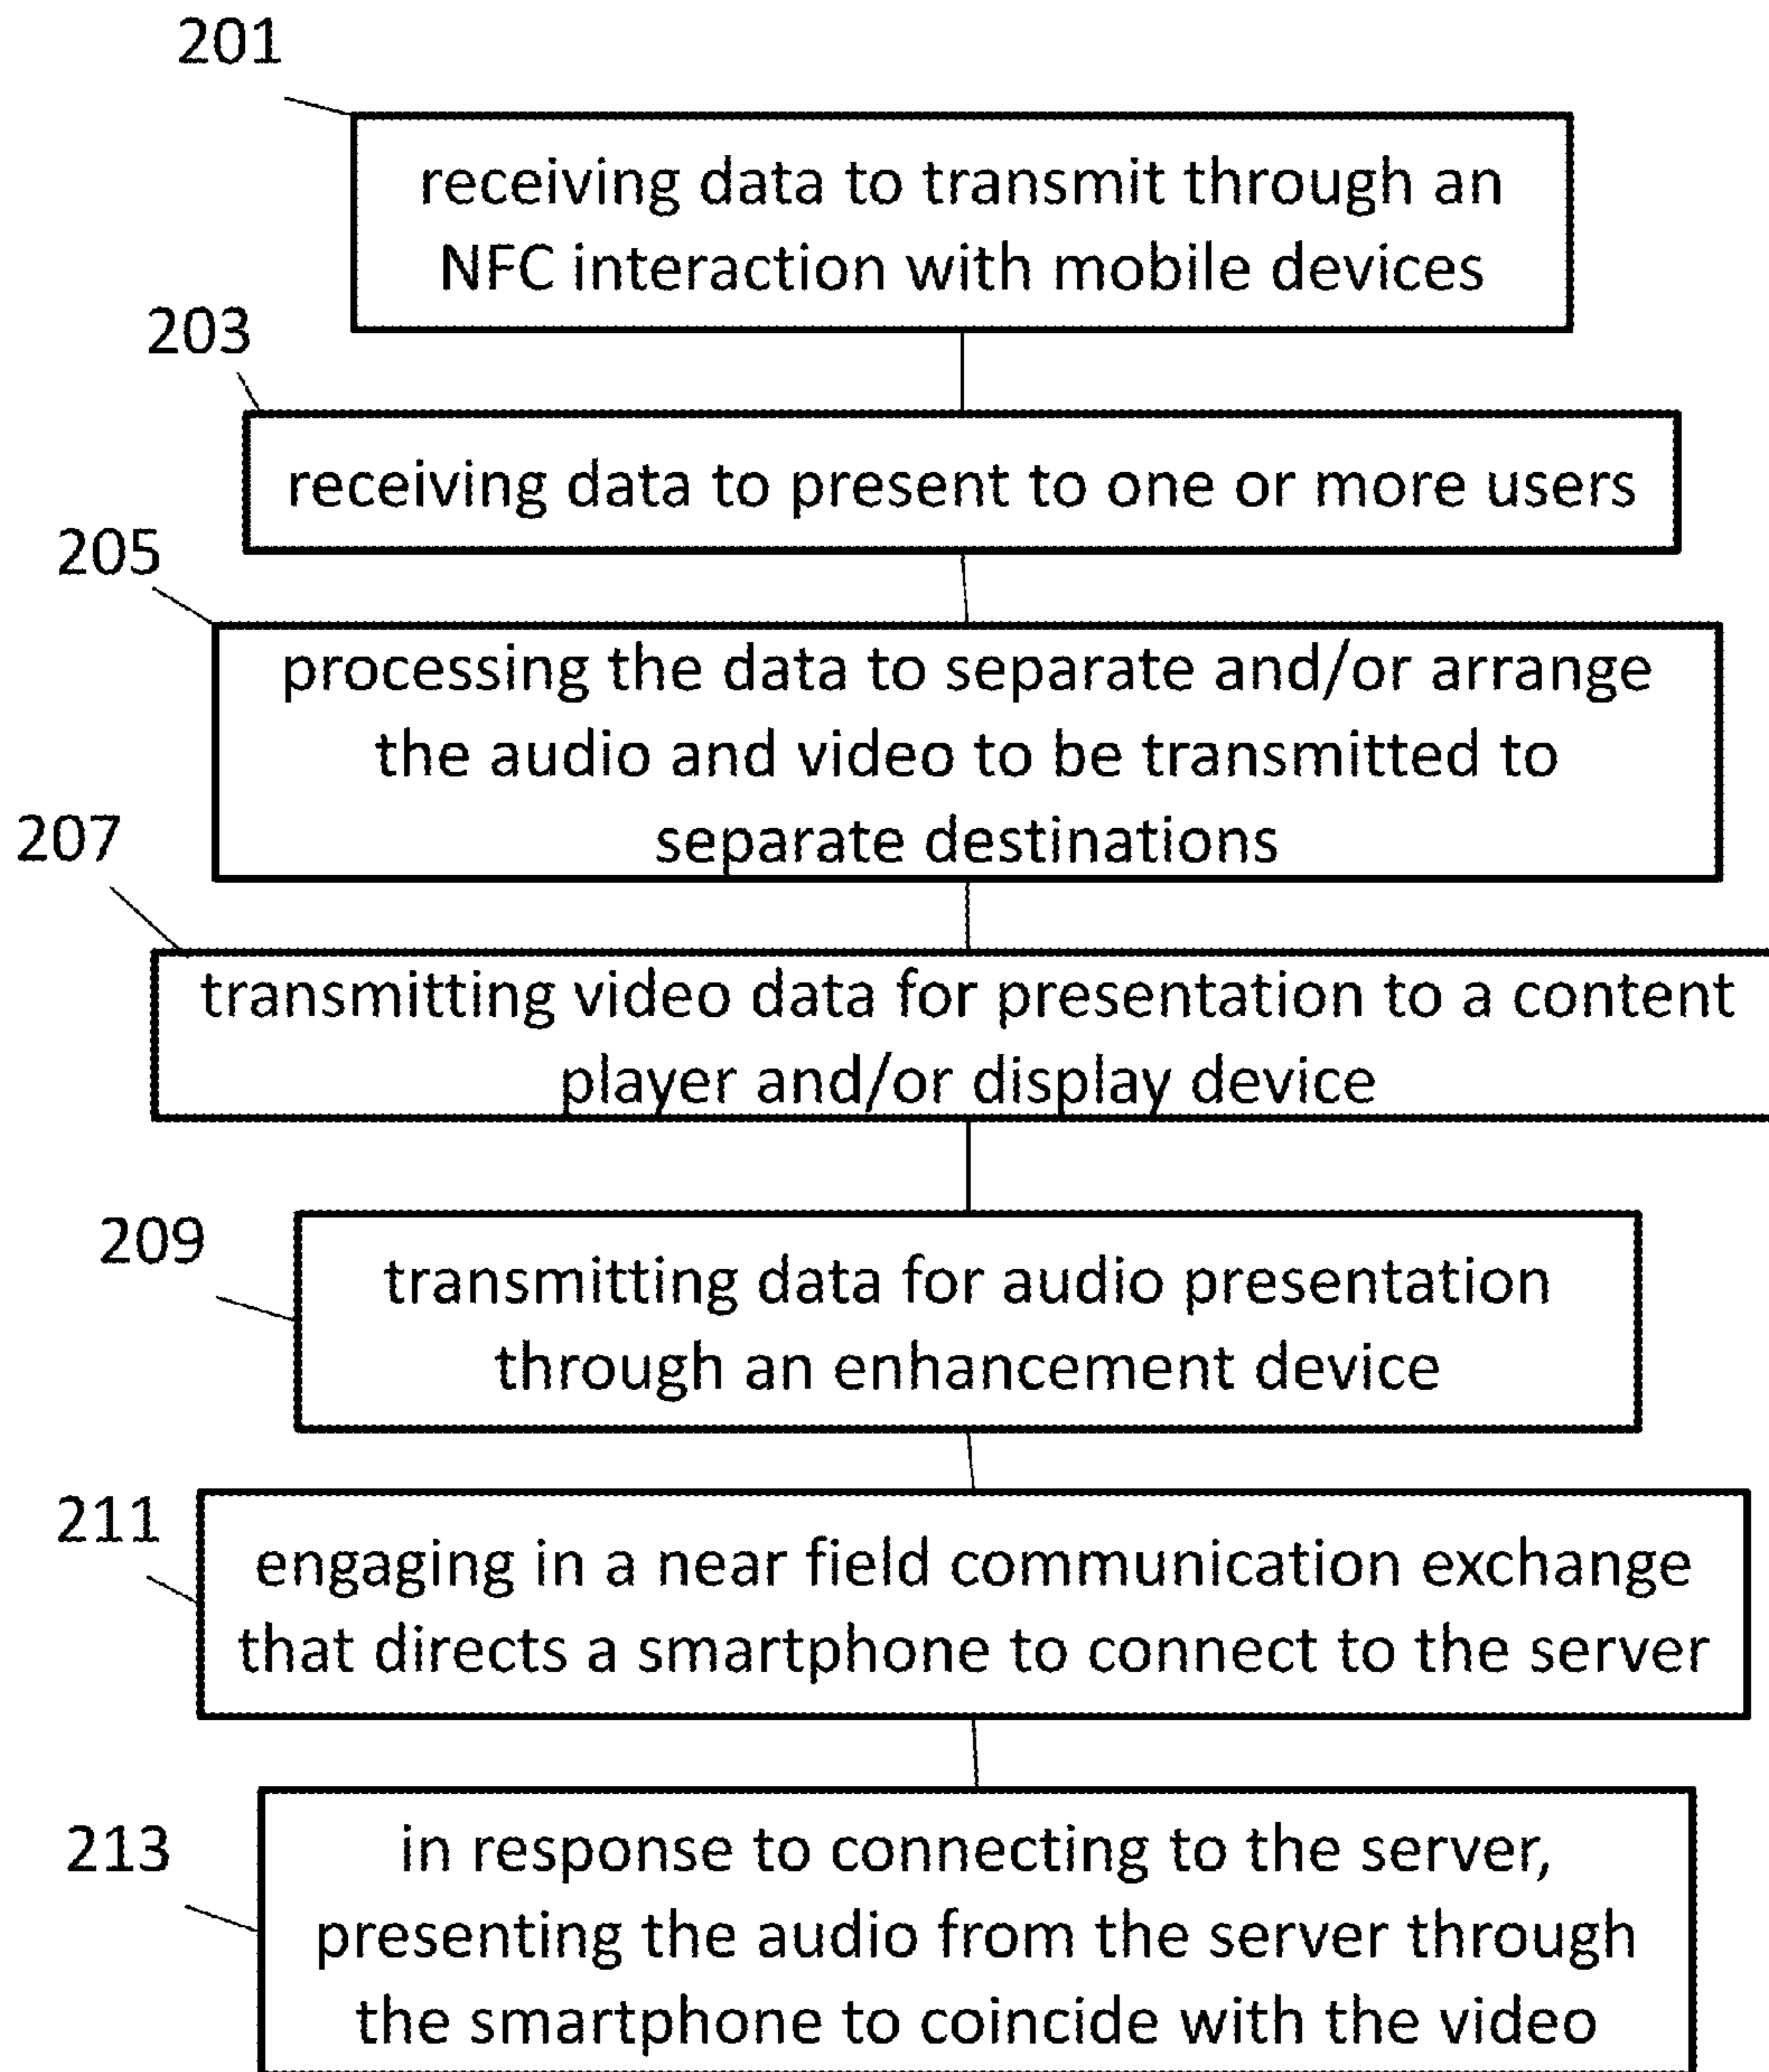 201
receiving data to transmit through an
NFC interaction with mobile devices
203
receiving data to present to one or more users
205
processing the data to separate and/or arrange
the audio and video to be transmitted to
separate destinations
207
transmitting video data for presentation to a content
player and/or display device
209
transmitting data for audio presentation
through an enhancement device
211
engaging in a near field communication exchange
that directs a smartphone to connect to the server
213
in response to connecting to the server,
presenting the audio from the server through
the smartphone to coincide with the video